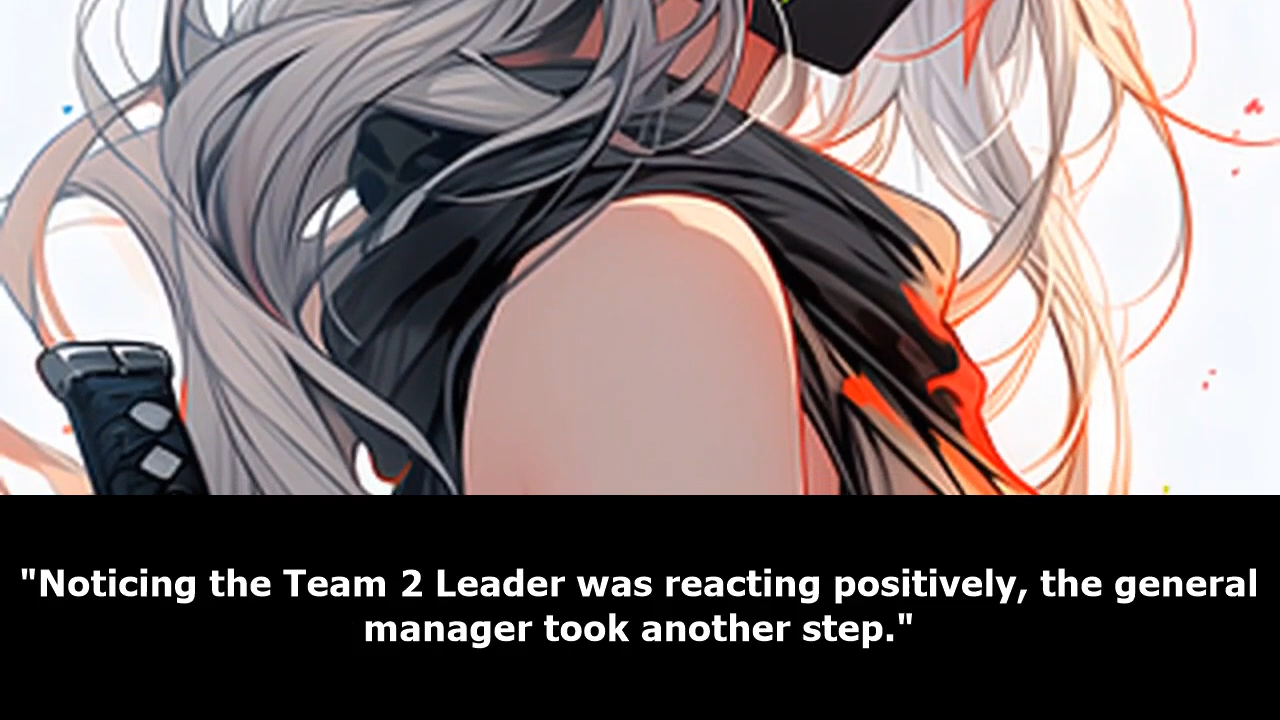 "Noticing the Team 2 Leader was reacting positively, the general
manager took another step."